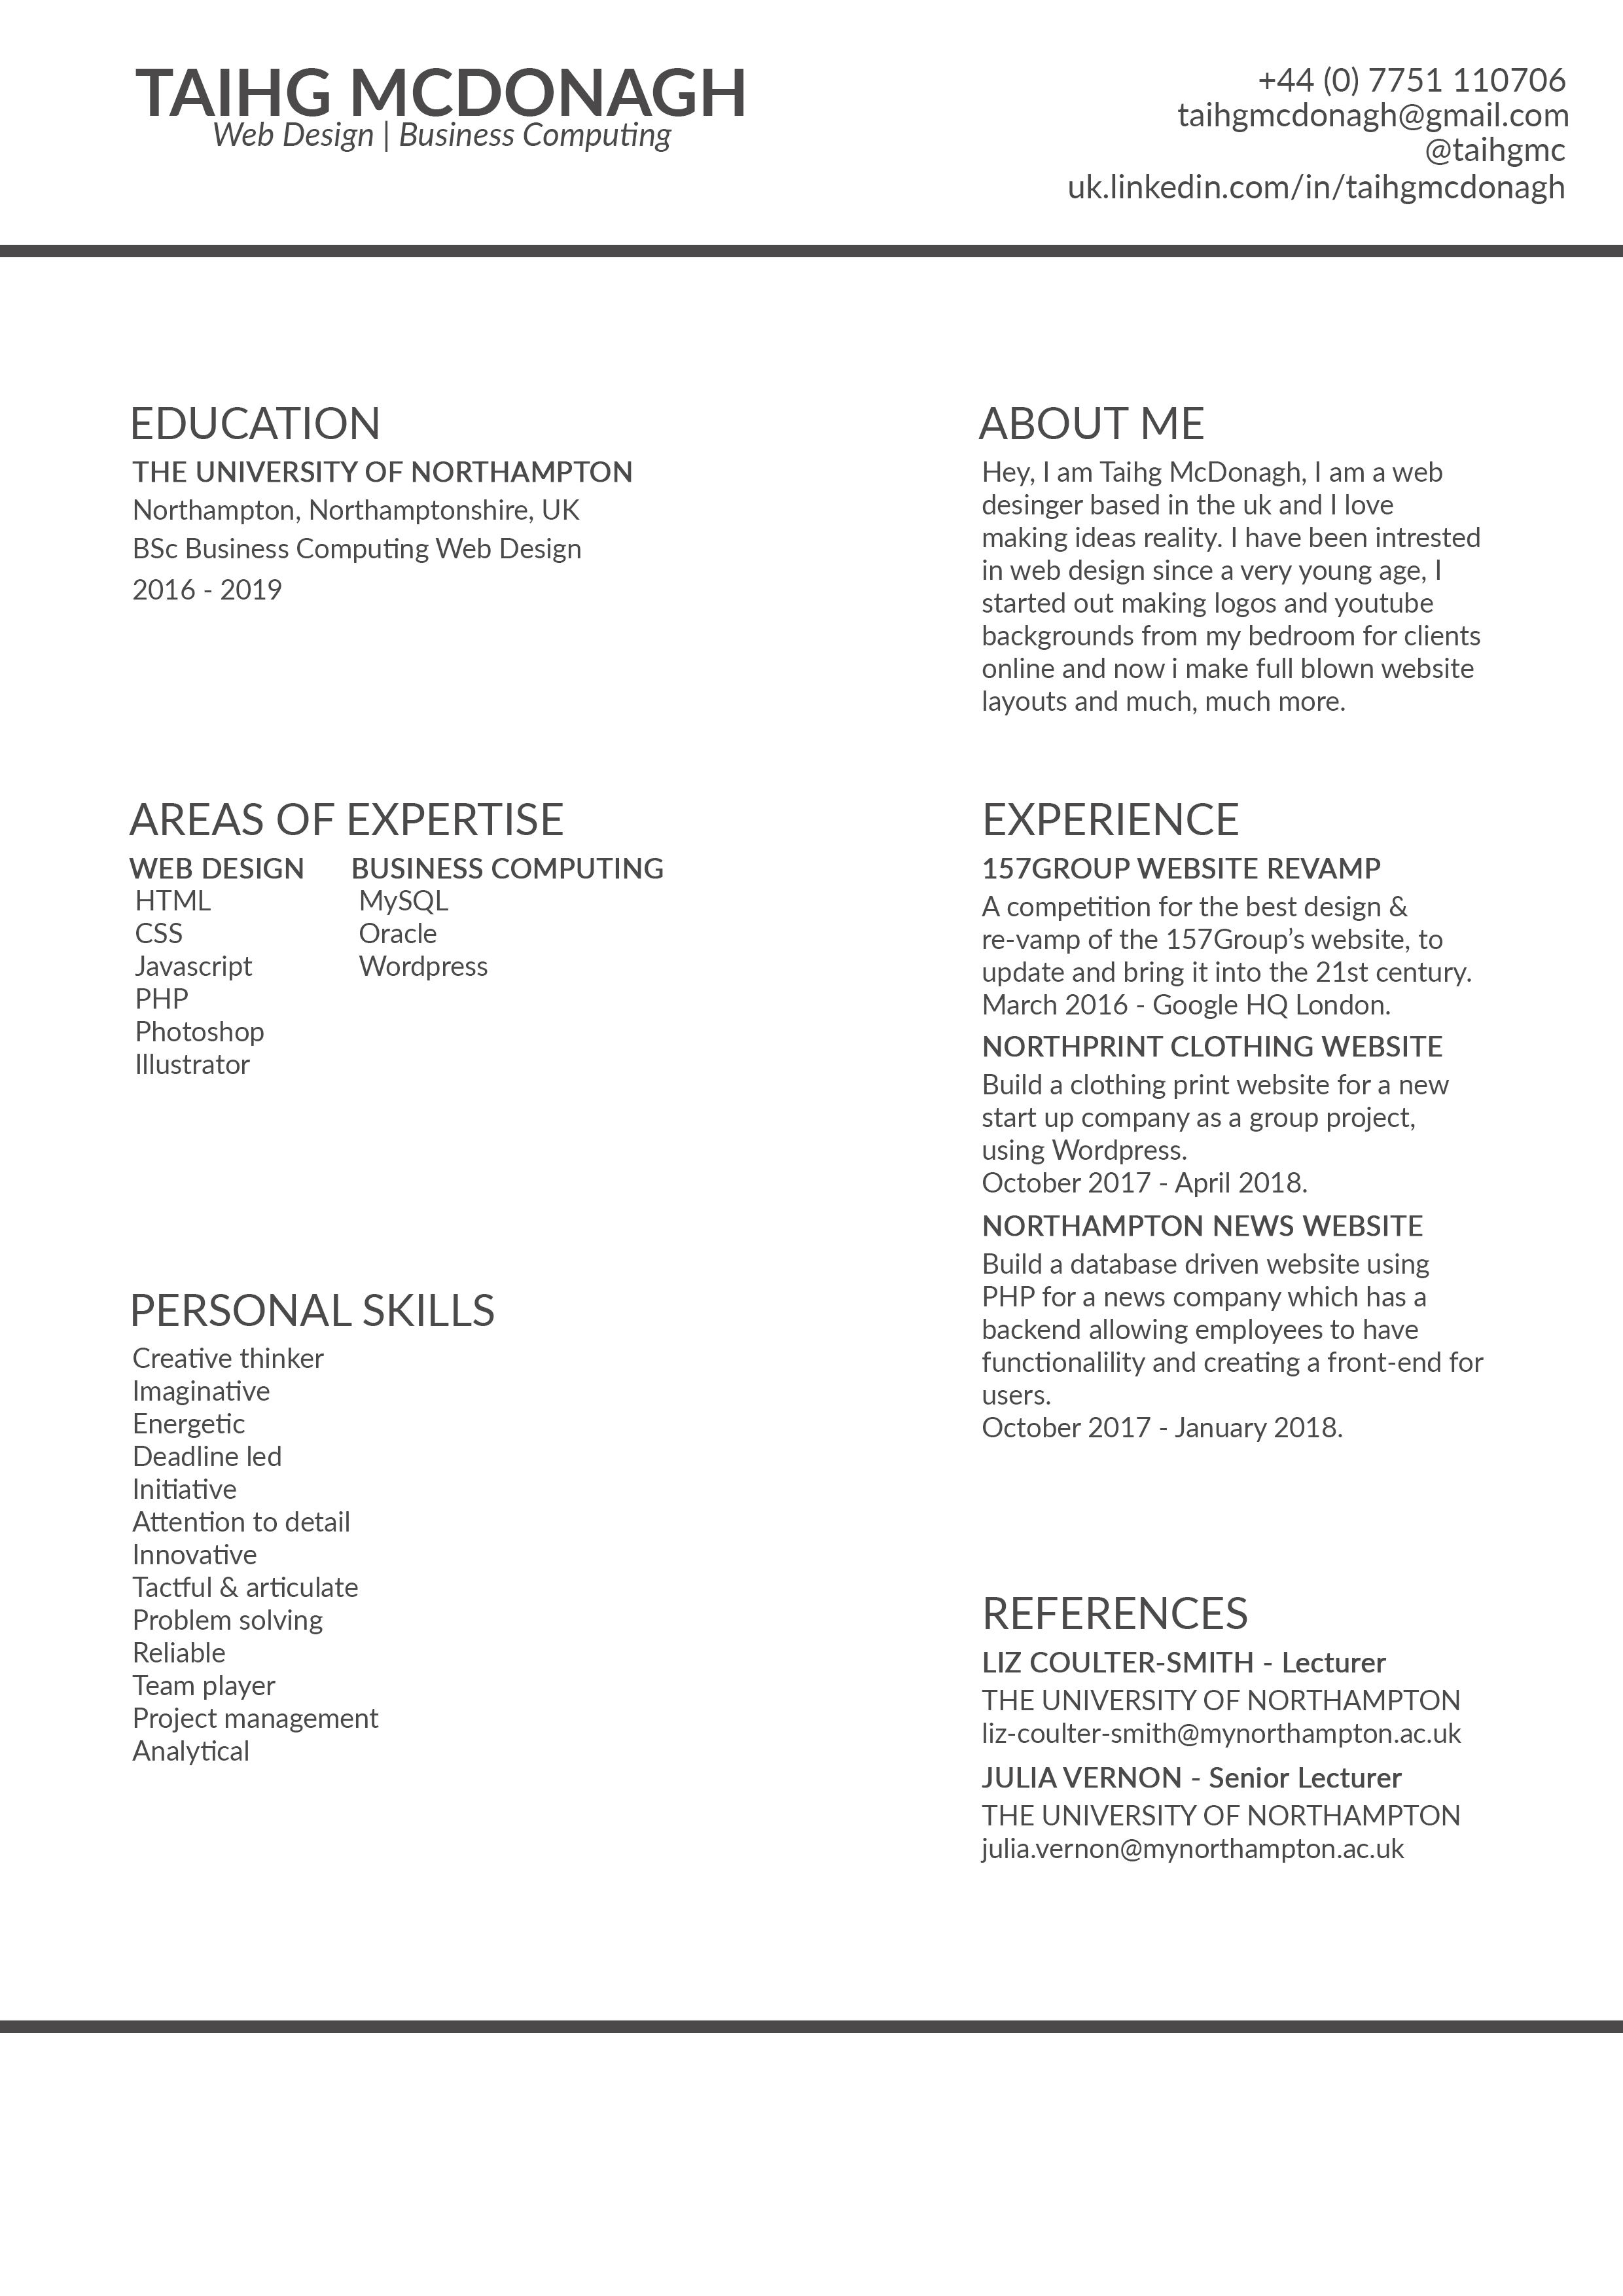 TAIHG MCDONAGH
Web Design | Business Computing
+44 (0) 7751 110706
taihgmcdonagh@gmail.com
@taihgmc
uk.linkedin.com/in/taihgmcdonagh
EDUCATION
THE UNIVERSITY OF NORTHAMPTON
Northampton, Northamptonshire, UK
BSc Business Computing Web Design
2016 - 2019
AREAS OF EXPERTISE
WEB DESIGN
HTML
CSS
Javascript
PHP
Photoshop
Illustrator
BUSINESS COMPUTING
MySQL
Oracle
Wordpress
PERSONAL SKILLS
Creative thinker
Imaginative
Energetic
Deadline led
Initiative
Attention to detail
Innovative
Tactful & articulate
Problem solving
Reliable
Team player
Project management
Analytical
ABOUT ME
Hey, I am Taihg McDonagh, I am a web
desinger based in the uk and I love
making ideas reality. I have been intrested
in web design since a very young age, I
started out making logos and youtube
backgrounds from my bedroom for clients
online and now i make full blown website
layouts and much, much more.
EXPERIENCE
157GROUP WEBSITE REVAMP
A competition for the best design &
re-vamp of the 157Group’s website, to
update and bring it into the 21st century.
March 2016 - Google HQ London.
NORTHPRINT CLOTHING WEBSITE
Build a clothing print website for a new
start up company as a group project,
using Wordpress.
October 2017 - April 2018.
NORTHAMPTON NEWS WEBSITE
Build a database driven website using
PHP for a news company which has a
backend allowing employees to have
functionalility and creating a front-end for
users.
October 2017 - January 2018.
REFERENCES
LIZ COULTER-SMITH - Lecturer
THE UNIVERSITY OF NORTHAMPTON
liz-coulter-smith@mynorthampton.ac.uk
JULIA VERNON - Senior Lecturer
THE UNIVERSITY OF NORTHAMPTON
julia.vernon@mynorthampton.ac.uk